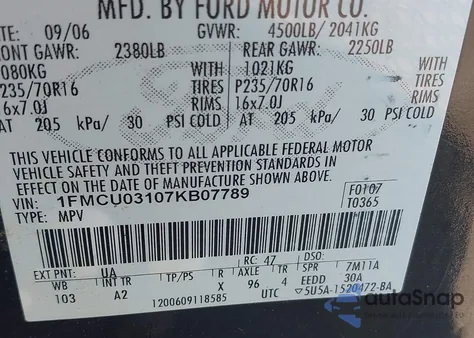 MFD. BY FORD MOTOR CO.
09/06 GVWR: 4500LB/ 2041KG
FRONT GAWR: 2380LB REAR GAWR: 2250LB
1080KG 1021KG
P235/70R16 TIRES P235/70R16 TIRES
16x7.0J RIMS 16x7.0J RIMS
AT 205 kPa/ 30 PSI COLD AT 205 kPa/ 30 PSI COLD
THIS VEHICLE CONFORMS TO ALL APPLICABLE FEDERAL MOTOR
VEHICLE SAFETY AND THEFT PREVENTION STANDARDS IN
EFFECT ON THE DATE OF MANUFACTURE SHOWN ABOVE.
VIN: 1FMCU03107KB07789 F0107
TYPE: MPV T0365
EXT PNT: UA RC: 47 DSO:
WB INT TR TP/PS R AXLE TR SPR 7M11A
103 A2 X 96 4 EEDD 30A
1200609118585 UTC ▼5U5A-1520472-BA
autoSnap